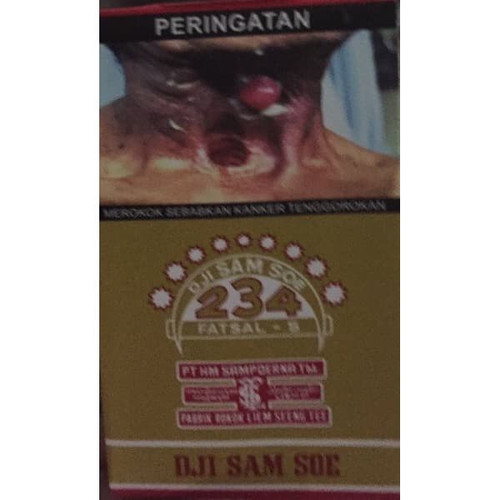 PERINGATAN
MEROKOK SEBABKAN KANKER TENGGOROKAN
DJI SAM SOE
234
FATSAL - 5
PT HM SAMPOERNA Tbk.
PABRIK ROKOK LIEM SEENG TEE
DJI SAM SOE